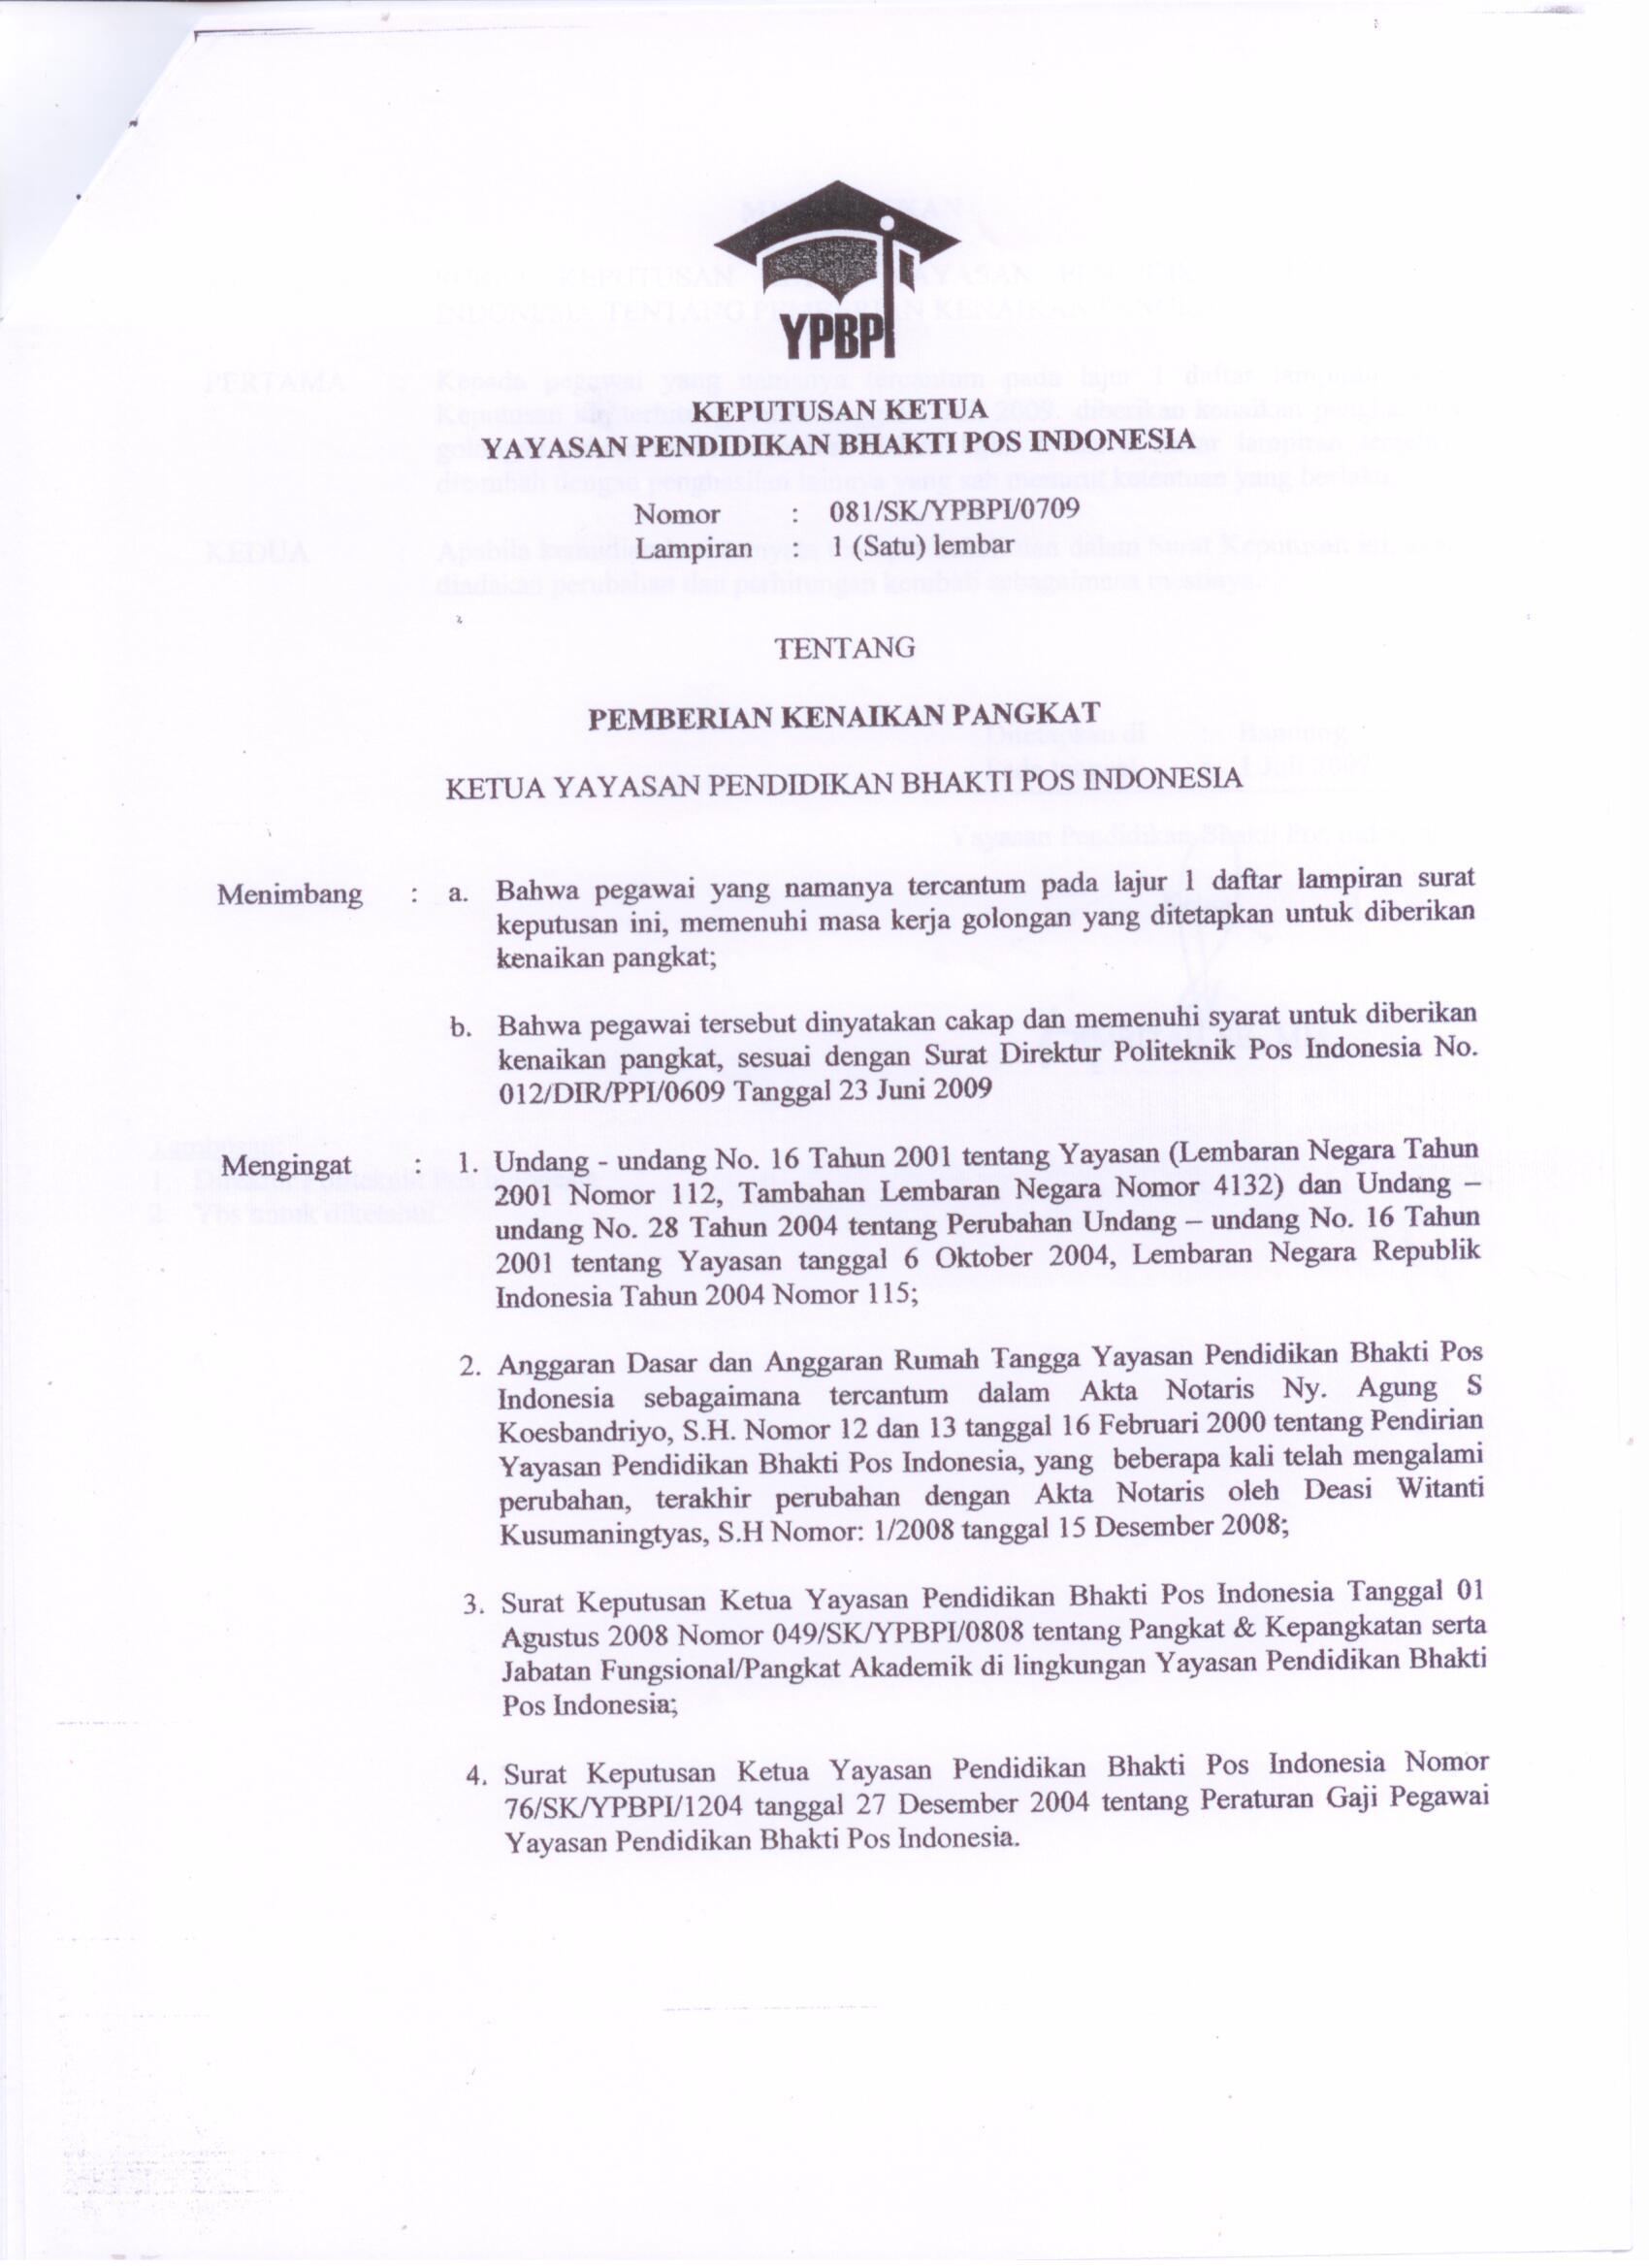 YPBPI
KEPUTUSAN KETUA
YAYASAN PENDIDIKAN BHAKTI POS INDONESIA
Nomor : 081/SK/YPBPI/0709
Lampiran : 1 (Satu) lembar
TENTANG
PEMBERIAN KENAIKAN PANGKAT
KETUA YAYASAN PENDIDIKAN BHAKTI POS INDONESIA
Menimbang : a. Bahwa pegawai yang namanya tercantum pada lajur 1 daftar lampiran surat
keputusan ini, memenuhi masa kerja golongan yang ditetapkan untuk diberikan
kenaikan pangkat;
b. Bahwa pegawai tersebut dinyatakan cakap dan memenuhi syarat untuk diberikan
kenaikan pangkat, sesuai dengan Surat Direktur Politeknik Pos Indonesia No.
012/DIR/PPI/0609 Tanggal 23 Juni 2009
Mengingat : 1. Undang - undang No. 16 Tahun 2001 tentang Yayasan (Lembaran Negara Tahun
2001 Nomor 112, Tambahan Lembaran Negara Nomor 4132) dan Undang –
undang No. 28 Tahun 2004 tentang Perubahan Undang – undang No. 16 Tahun
2001 tentang Yayasan tanggal 6 Oktober 2004, Lembaran Negara Republik
Indonesia Tahun 2004 Nomor 115;
2. Anggaran Dasar dan Anggaran Rumah Tangga Yayasan Pendidikan Bhakti Pos
Indonesia sebagaimana tercantum dalam Akta Notaris Ny. Agung S
Koesbandriyo, S.H. Nomor 12 dan 13 tanggal 16 Februari 2000 tentang Pendirian
Yayasan Pendidikan Bhakti Pos Indonesia, yang beberapa kali telah mengalami
perubahan, terakhir perubahan dengan Akta Notaris oleh Deasi Witanti
Kusumaningtyas, S.H Nomor: 1/2008 tanggal 15 Desember 2008;
3. Surat Keputusan Ketua Yayasan Pendidikan Bhakti Pos Indonesia Tanggal 01
Agustus 2008 Nomor 049/SK/YPBPI/0808 tentang Pangkat & Kepangkatan serta
Jabatan Fungsional/Pangkat Akademik di lingkungan Yayasan Pendidikan Bhakti
Pos Indonesia;
4. Surat Keputusan Ketua Yayasan Pendidikan Bhakti Pos Indonesia Nomor
76/SK/YPBPI/1204 tanggal 27 Desember 2004 tentang Peraturan Gaji Pegawai
Yayasan Pendidikan Bhakti Pos Indonesia.